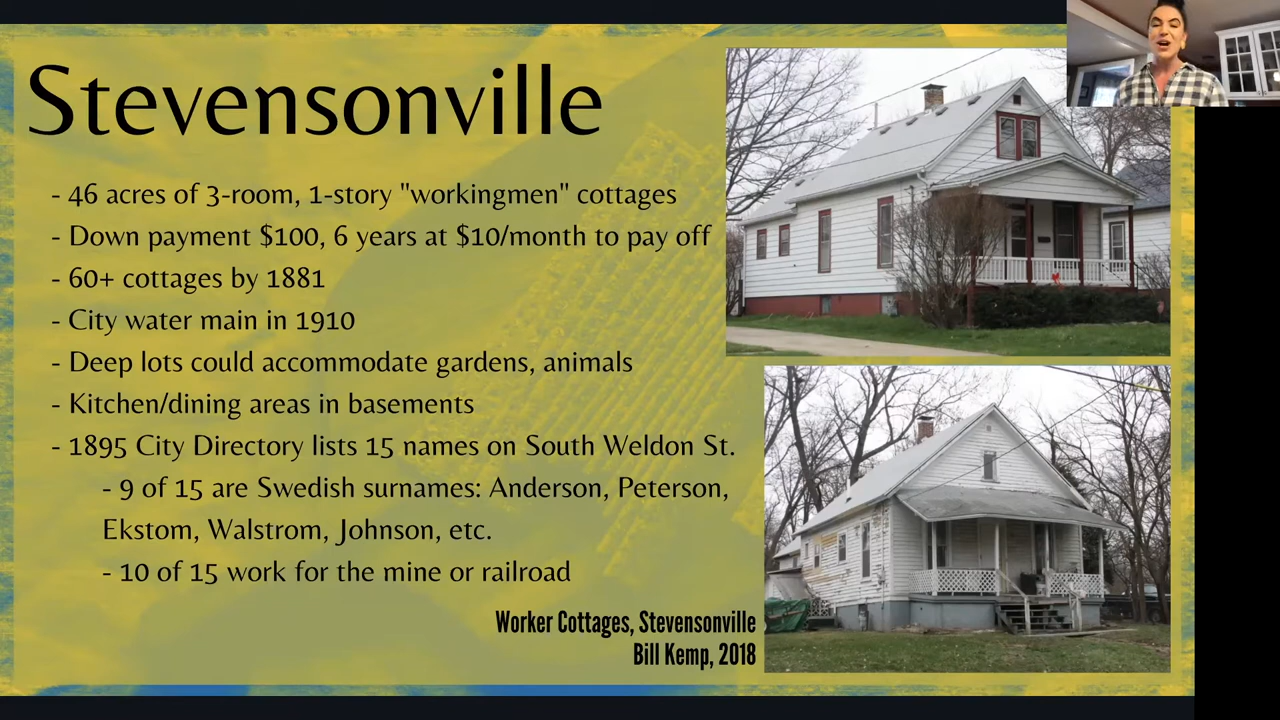 Stevensonville
- 46 acres of 3-room, 1-story "workingmen" cottages
- Down payment $100, 6 years at $10/month to pay off
- 60+ cottages by 1881
- City water main in 1910
- Deep lots could accommodate gardens, animals
- Kitchen/dining areas in basements
- 1895 City Directory lists 15 names on South Weldon St.
- 9 of 15 are Swedish surnames: Anderson, Peterson,
Ekstom, Walstrom, Johnson, etc.
- 10 of 15 work for the mine or railroad
Worker Cottages, Stevensonville
Bill Kemp, 2018